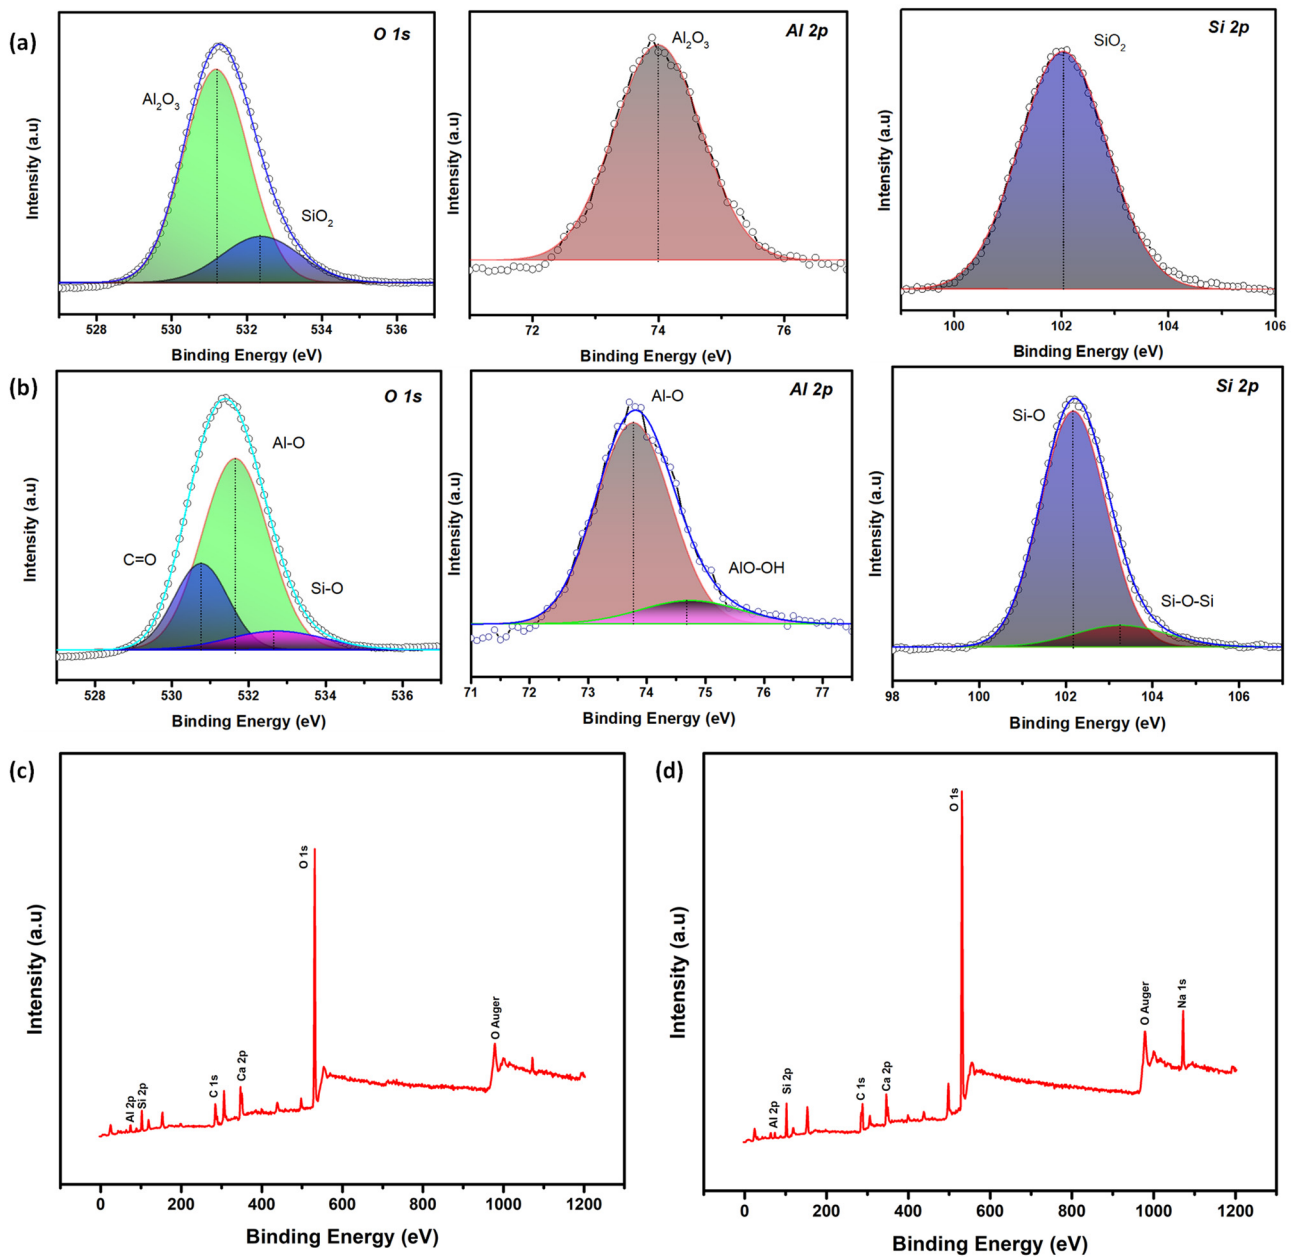 (a)
O 1s
Al₂O₃
SiO₂
Intensity (a.u)
528 530 532 534 536
Binding Energy (eV)
Al 2p
Al₂O₃
Intensity (a.u)
72 74 76
Binding Energy (eV)
Si 2p
SiO₂
Intensity (a.u)
100 102 104 106
Binding Energy (eV)
(b)
O 1s
Al-O
C=O
Si-O
Intensity (a.u)
528 530 532 534 536
Binding Energy (eV)
Al 2p
Al-O
AlO-OH
Intensity (a.u)
71 72 73 74 75 76 77
Binding Energy (eV)
Si 2p
Si-O
Si-O-Si
Intensity (a.u)
98 100 102 104 106
Binding Energy (eV)
(c)
Intensity (a.u)
Al 2p
Si 2p
C 1s
Ca 2p
O 1s
O Auger
0 200 400 600 800 1000 1200
Binding Energy (eV)
(d)
Intensity (a.u)
Al 2p
Si 2p
C 1s
Ca 2p
O 1s
O Auger
Na 1s
0 200 400 600 800 1000 1200
Binding Energy (eV)